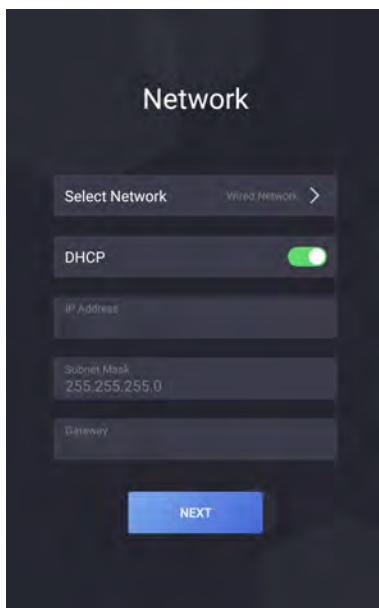 Network
Select Network
Wired Network
DHCP
IP Address
Subnet Mask
255.255.255.0
Gateway
NEXT